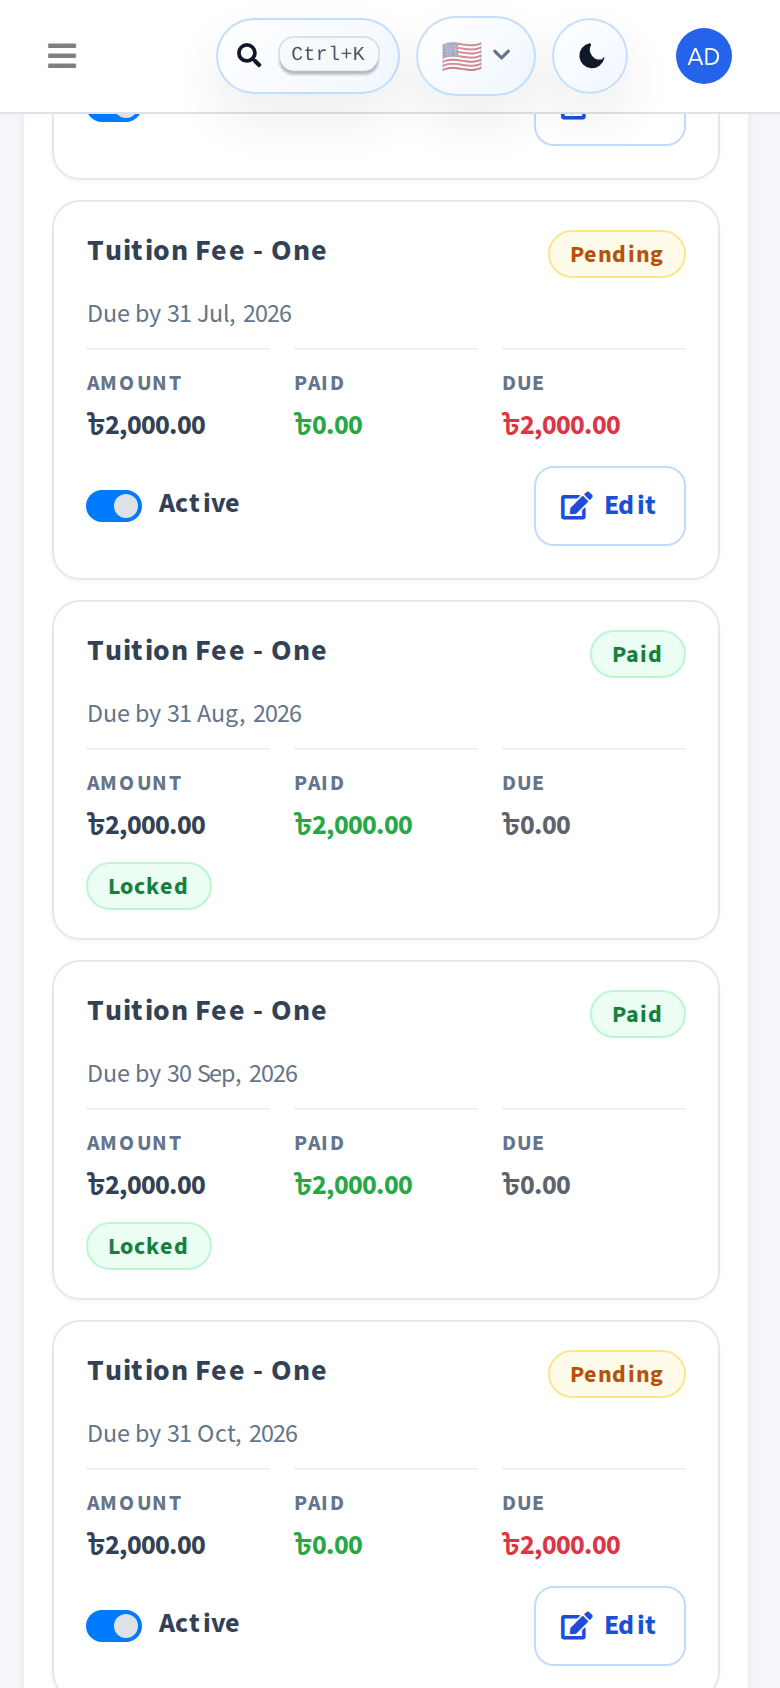 Ctrl+K
AD
Tuition Fee - One
Pending
Due by 31 Jul, 2026
AMOUNT PAID DUE
৳2,000.00 ৳0.00 ৳2,000.00
Active
Edit
Tuition Fee - One
Paid
Due by 31 Aug, 2026
AMOUNT PAID DUE
৳2,000.00 ৳2,000.00 ৳0.00
Locked
Tuition Fee - One
Paid
Due by 30 Sep, 2026
AMOUNT PAID DUE
৳2,000.00 ৳2,000.00 ৳0.00
Locked
Tuition Fee - One
Pending
Due by 31 Oct, 2026
AMOUNT PAID DUE
৳2,000.00 ৳0.00 ৳2,000.00
Active
Edit